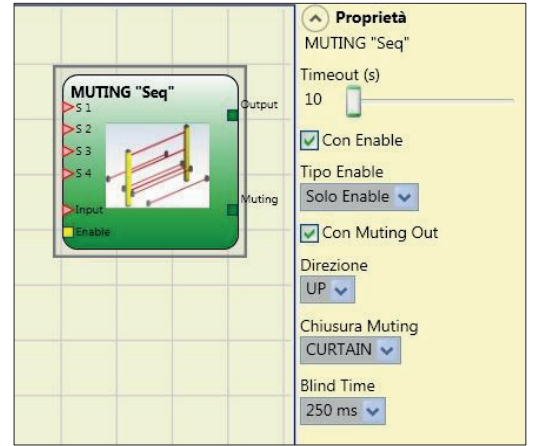 MUTING "Seq"
S 1
S 2
S 3
S 4
Input
Enable
Output
Muting
Proprietà
MUTING "Seq"
Timeout (s)
10
Con Enable
Tipo Enable
Solo Enable
Con Muting Out
Direzione
UP
Chiusura Muting
CURTAIN
Blind Time
250 ms